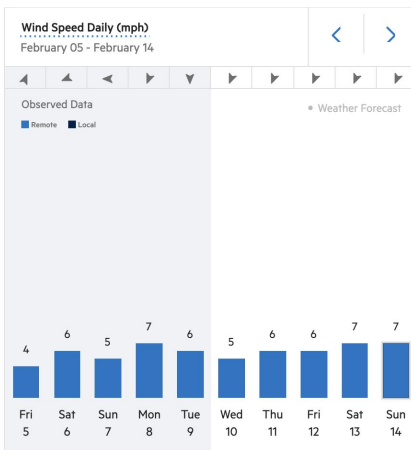 Wind Speed Daily (mph)
February 05 - February 14
Observed Data
Weather Forecast
Remote Local
4 6 5 7 6 5 6 6 7 7
Fri Sat Sun Mon Tue Wed Thu Fri Sat Sun
5 6 7 8 9 10 11 12 13 14